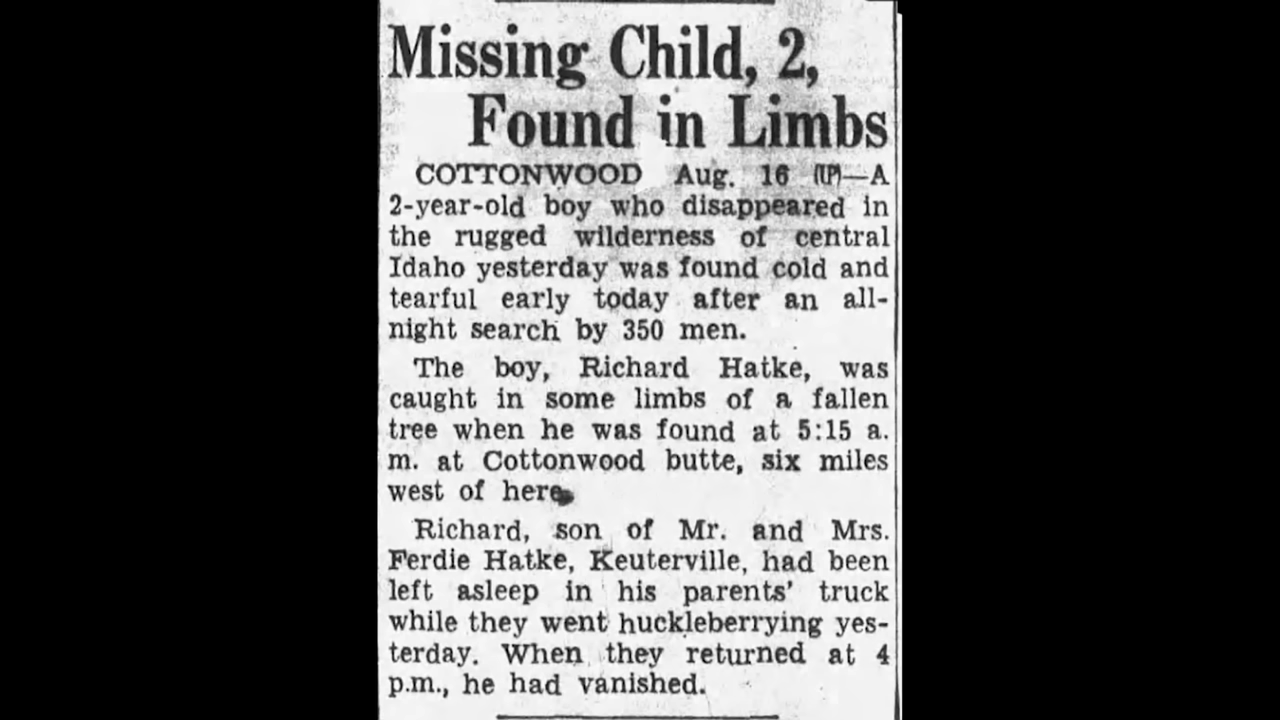 Missing Child, 2,
Found in Limbs
COTTONWOOD Aug. 16 (UP)—A
2-year-old boy who disappeared in
the rugged wilderness of central
Idaho yesterday was found cold and
tearful early today after an all-
night search by 350 men.
The boy, Richard Hatke, was
caught in some limbs of a fallen
tree when he was found at 5:15 a.
m. at Cottonwood butte, six miles
west of here.
Richard, son of Mr. and Mrs.
Ferdie Hatke, Keuterville, had been
left asleep in his parents' truck
while they went huckleberrying yes-
terday. When they returned at 4
p.m., he had vanished.